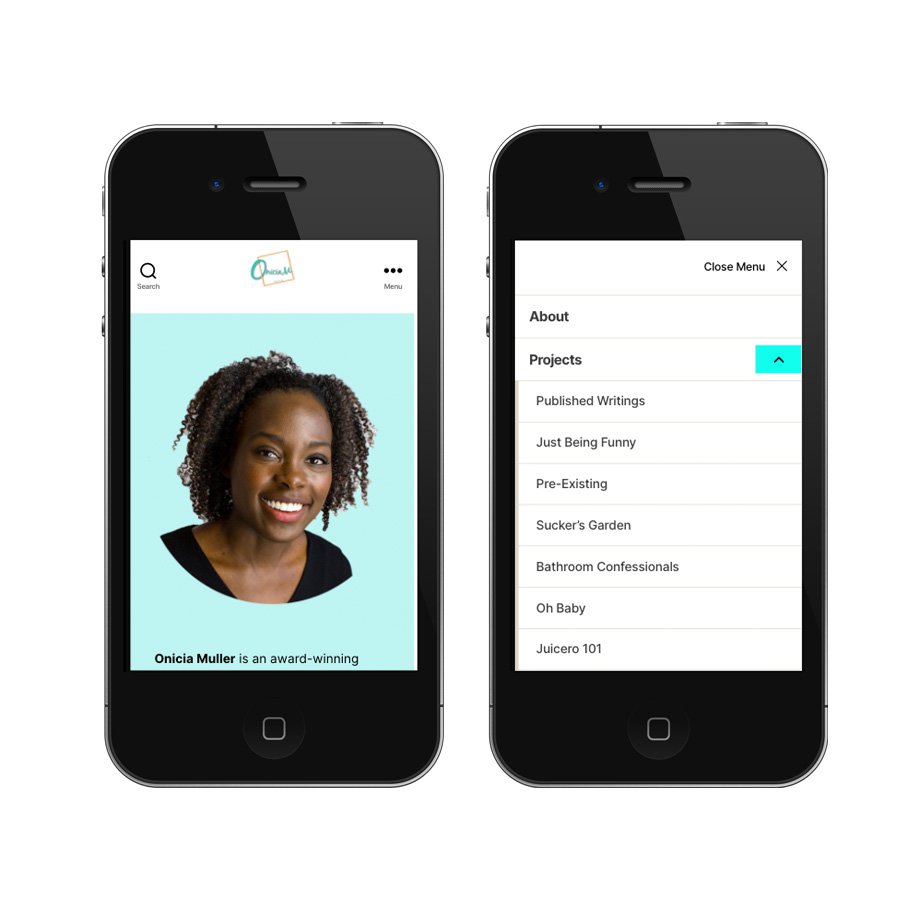 OniciaM
Search
Menu
Onicia Muller is an award-winning
Close Menu
About
Projects
Published Writings
Just Being Funny
Pre-Existing
Sucker’s Garden
Bathroom Confessionals
Oh Baby
Juicero 101